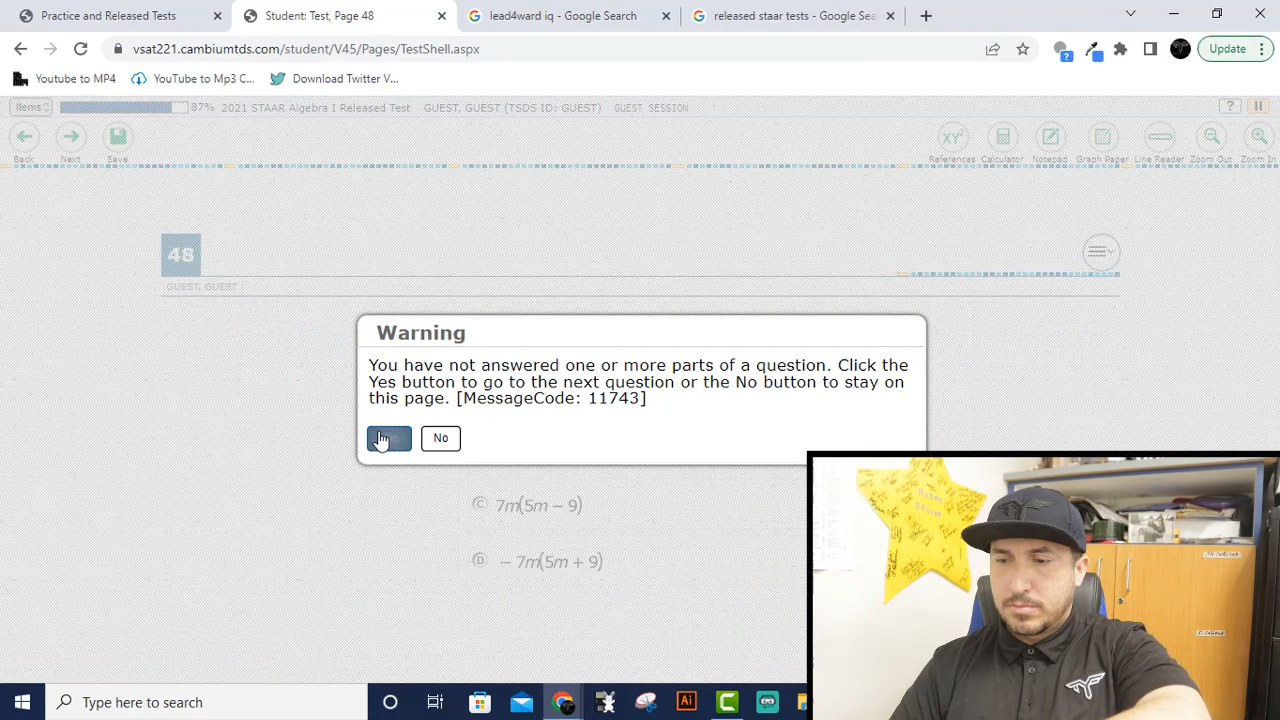 Practice and Released Tests
Student: Test, Page 48
lead4ward iq - Google Search
released staar tests - Google Sea
vsat221.cambiumtds.com/student/V45/Pages/TestShell.aspx
Update
Youtube to MP4
YouTube to Mp3 C...
Download Twitter V...
Items
87%
2021 STAAR Algebra I Released Test
GUEST, GUEST (TSDS ID: GUEST)
GUEST SESSION
Back
Next
Save
References
Calculator
Notepad
Graph Paper
Line Reader
Zoom Out
Zoom In
48
GUEST, GUEST
Warning
You have not answered one or more parts of a question. Click the
Yes button to go to the next question or the No button to stay on
this page. [MessageCode: 11743]
No
C 7m(5m − 9)
D −7m(5m + 9)
Type here to search